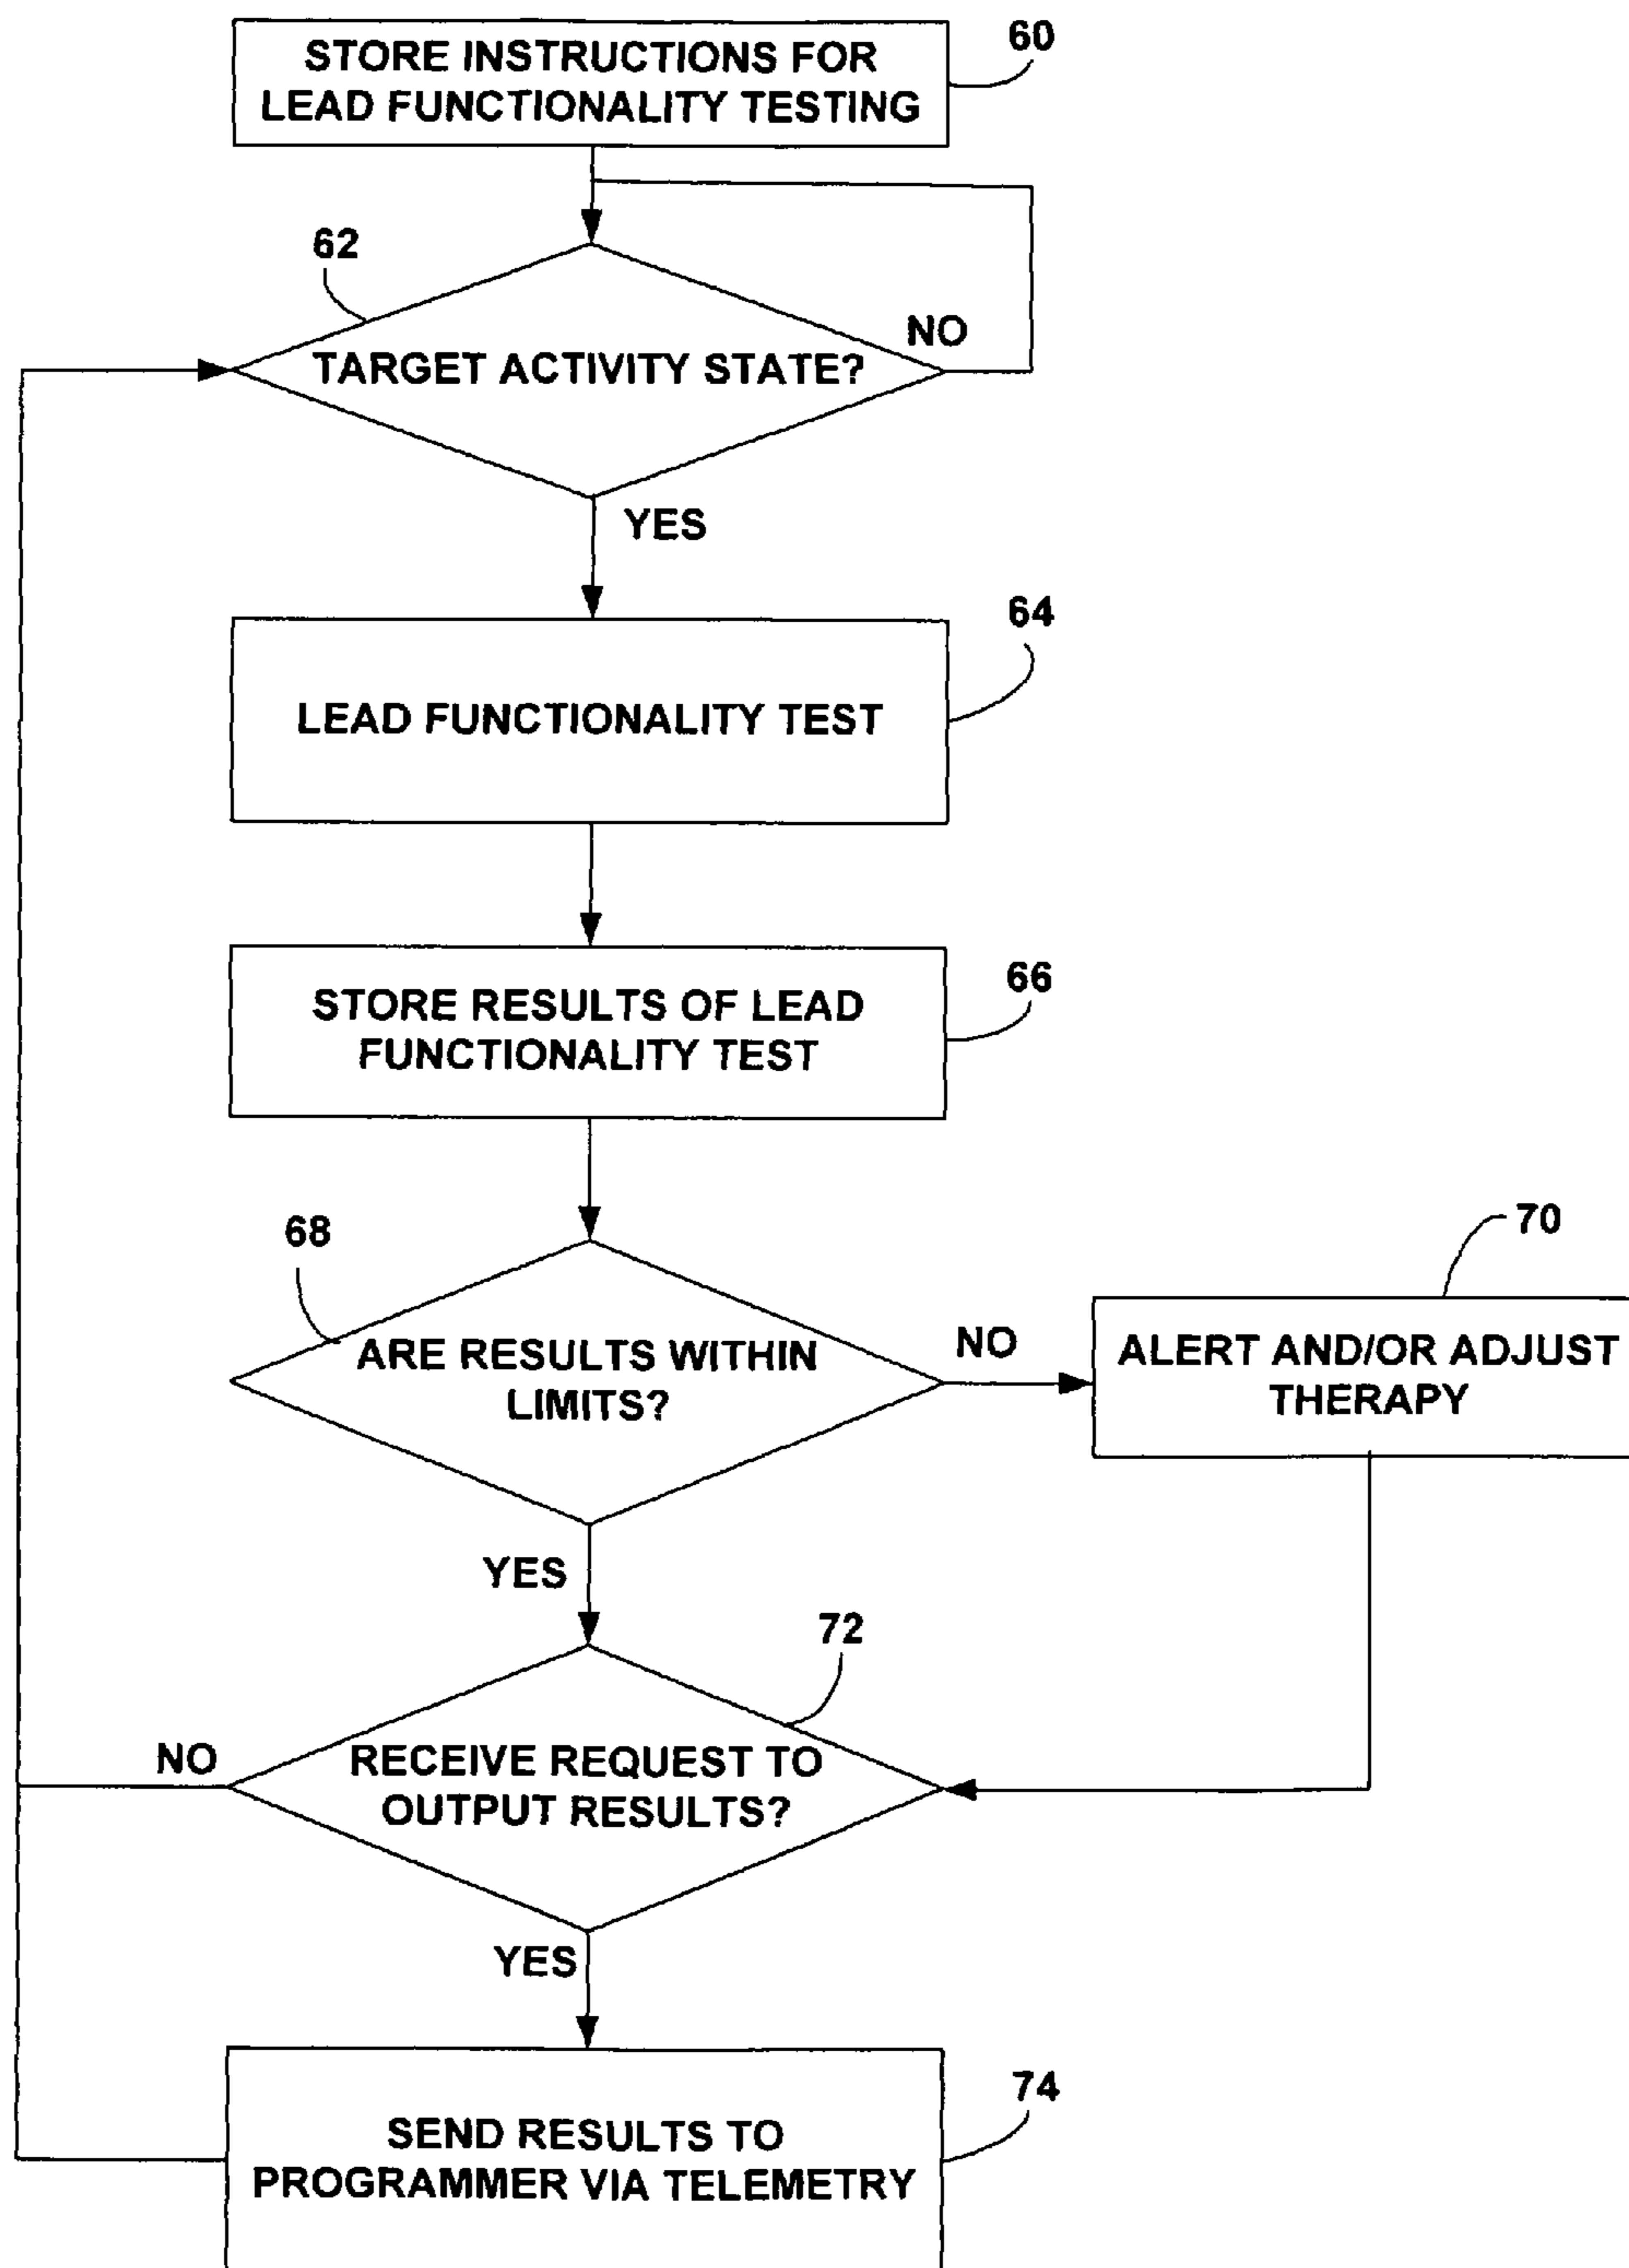 STORE INSTRUCTIONS FOR
LEAD FUNCTIONALITY TESTING
60
62
TARGET ACTIVITY STATE?
NO
YES
64
LEAD FUNCTIONALITY TEST
66
STORE RESULTS OF LEAD
FUNCTIONALITY TEST
68
ARE RESULTS WITHIN
LIMITS?
NO
70
ALERT AND/OR ADJUST
THERAPY
YES
72
NO
RECEIVE REQUEST TO
OUTPUT RESULTS?
YES
74
SEND RESULTS TO
PROGRAMMER VIA TELEMETRY